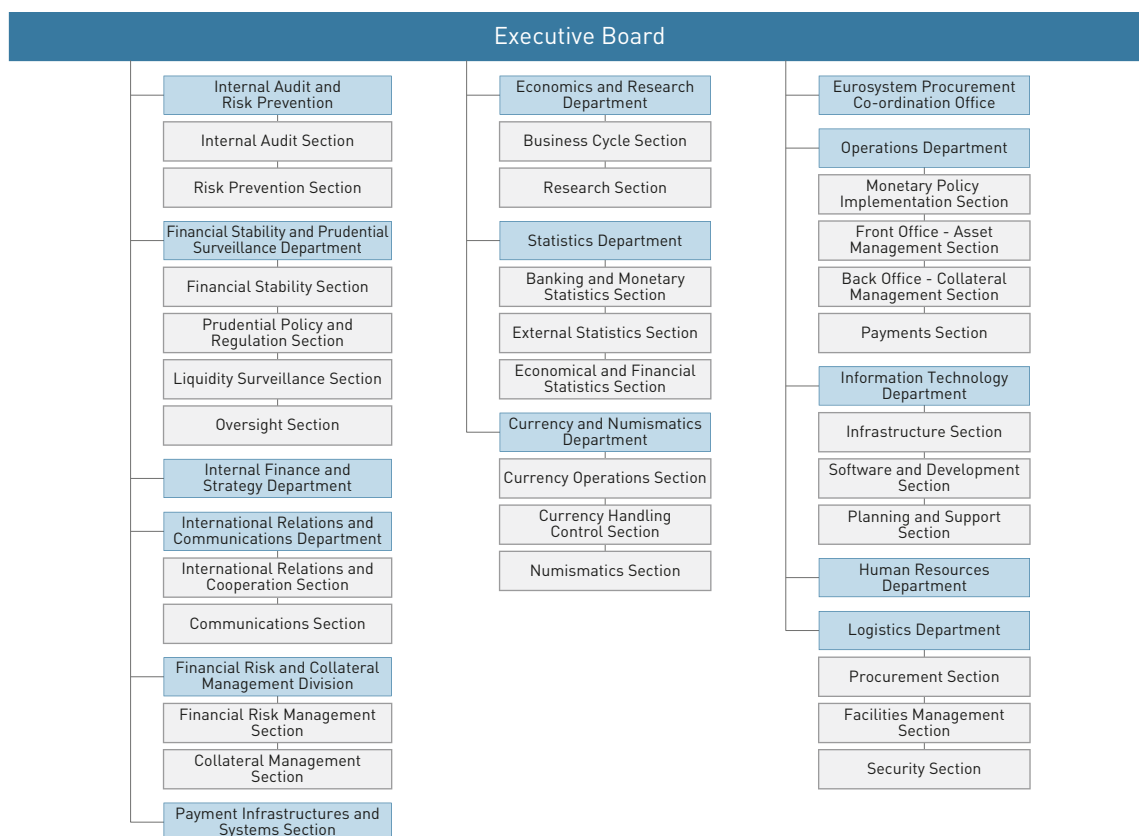 Executive Board
Internal Audit and
Risk Prevention
Internal Audit Section
Risk Prevention Section
Financial Stability and Prudential
Surveillance Department
Financial Stability Section
Prudential Policy and
Regulation Section
Liquidity Surveillance Section
Oversight Section
Internal Finance and
Strategy Department
International Relations and
Communications Department
International Relations and
Cooperation Section
Communications Section
Financial Risk and Collateral
Management Division
Financial Risk Management
Section
Collateral Management
Section
Payment Infrastructures and
Systems Section
Economics and Research
Department
Business Cycle Section
Research Section
Statistics Department
Banking and Monetary
Statistics Section
External Statistics Section
Economical and Financial
Statistics Section
Currency and Numismatics
Department
Currency Operations Section
Currency Handling
Control Section
Numismatics Section
Eurosystem Procurement
Co-ordination Office
Operations Department
Monetary Policy
Implementation Section
Front Office - Asset
Management Section
Back Office - Collateral
Management Section
Payments Section
Information Technology
Department
Infrastructure Section
Software and Development
Section
Planning and Support
Section
Human Resources
Department
Logistics Department
Procurement Section
Facilities Management
Section
Security Section